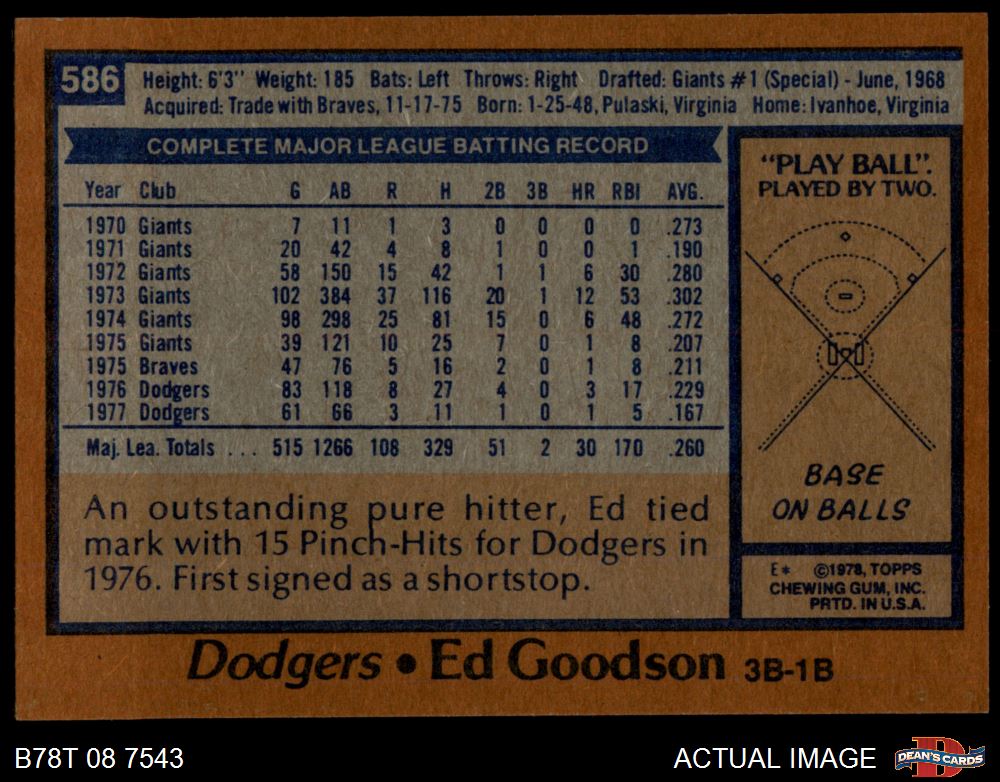 586
Height: 6'3" Weight: 185 Bats: Left Throws: Right Drafted: Giants #1 (Special) - June, 1968
Acquired: Trade with Braves, 11-17-75 Born: 1-25-48, Pulaski, Virginia Home: Ivanhoe, Virginia
COMPLETE MAJOR LEAGUE BATTING RECORD
Year Club G AB R H 2B 3B HR RBI AVG.
1970 Giants 7 11 1 3 0 0 0 0 .273
1971 Giants 20 42 4 8 1 0 0 1 .190
1972 Giants 58 150 15 42 1 1 6 30 .280
1973 Giants 102 384 37 116 20 1 12 53 .302
1974 Giants 98 298 25 81 15 0 6 48 .272
1975 Giants 39 121 10 25 7 0 1 8 .207
1975 Braves 47 76 5 16 2 0 1 8 .211
1976 Dodgers 83 118 8 27 4 0 3 17 .229
1977 Dodgers 61 66 3 11 1 0 1 5 .167
Maj. Lea. Totals ... 515 1266 108 329 51 2 30 170 .260
An outstanding pure hitter, Ed tied
mark with 15 Pinch-Hits for Dodgers in
1976. First signed as a shortstop.
"PLAY BALL".
PLAYED BY TWO.
BASE
ON BALLS
E* ©1978, TOPPS
CHEWING GUM, INC.
PRTD. IN U.S.A.
Dodgers • Ed Goodson 3B-1B
B78T 08 7543
ACTUAL IMAGE
D
DEAN'S CARDS